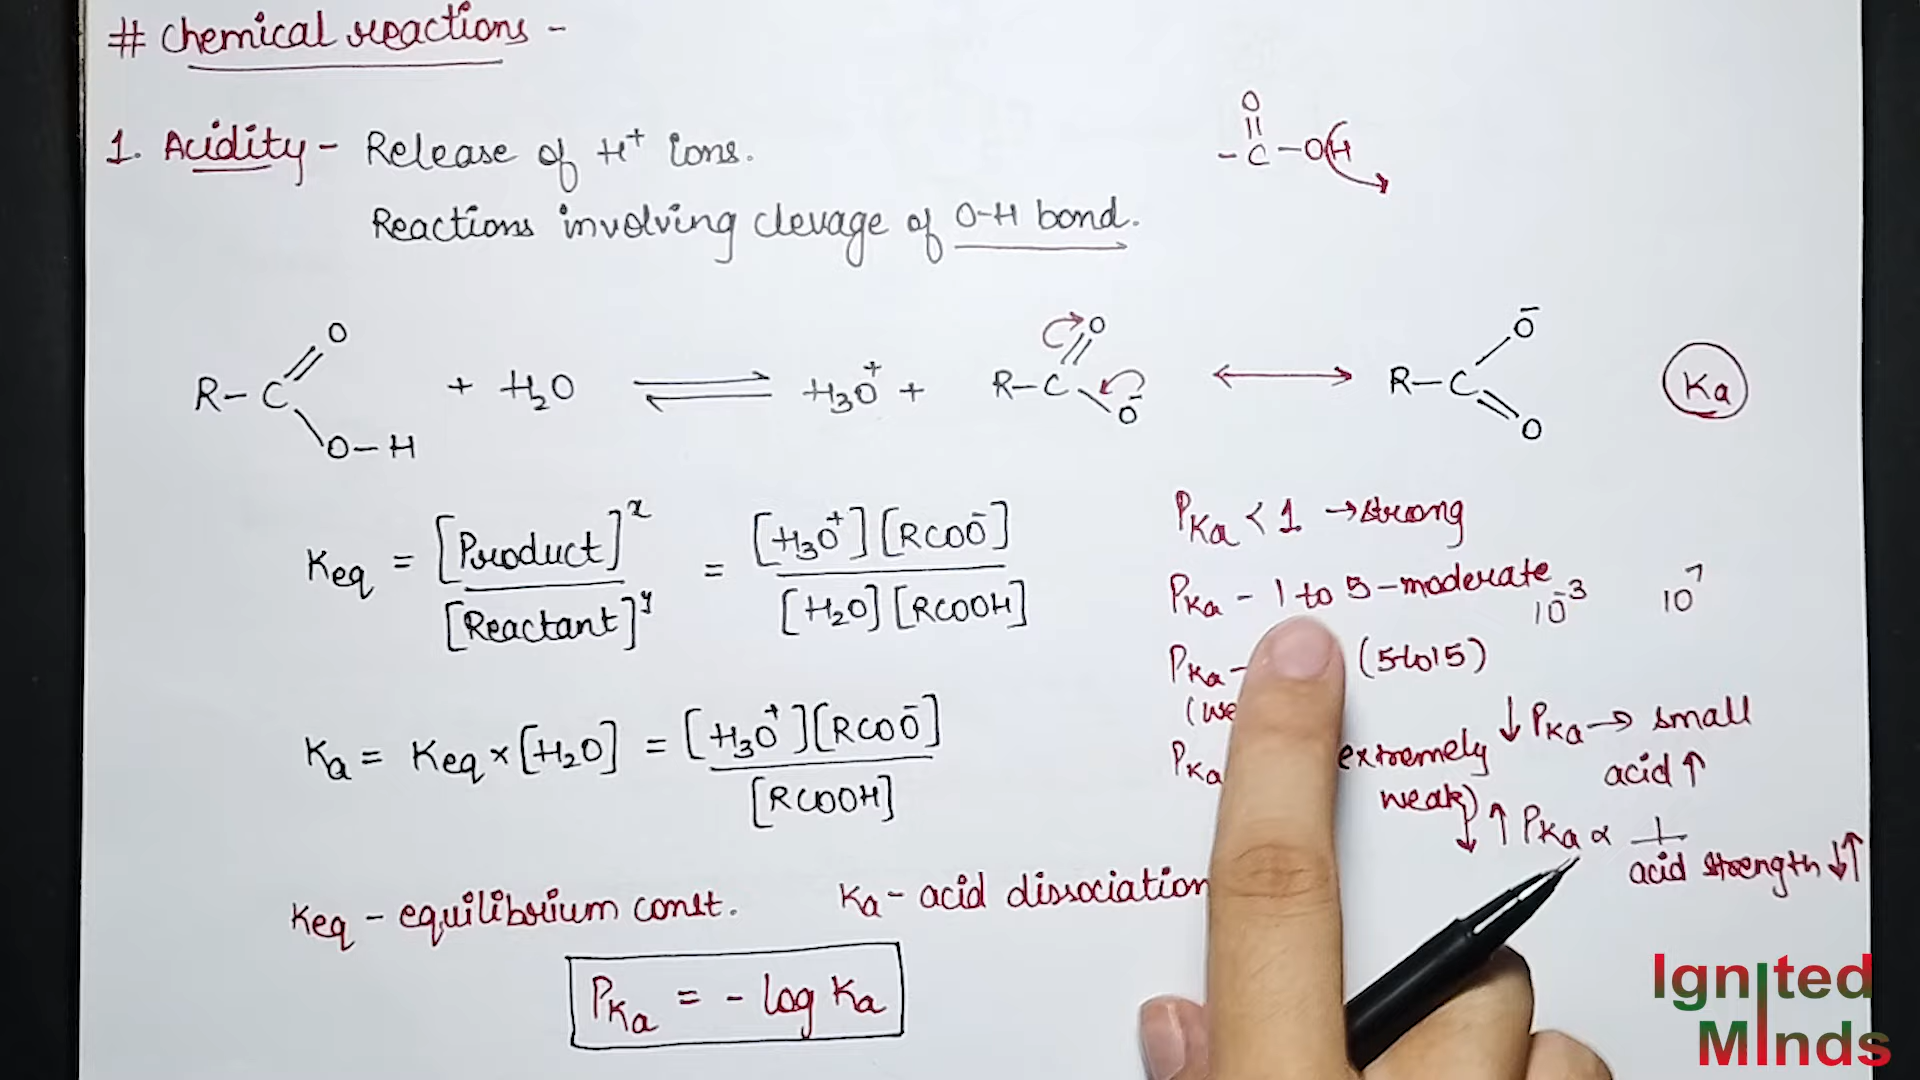 # Chemical reactions -
O
- C - OH
1. Acidity - Release of H⁺ ions.
Reactions involving clevage of O-H bond.
R-C O O-H + H₂O ⇌ H₃O⁺ + R-C O O⁻ ⟷ R-C O⁻ O Ka
Keq = [Product]ˣ / [Reactant]ʸ = [H₃O⁺][RCOO⁻] / [H₂O][RCOOH]
PKa < 1 → strong
PKa - 1 to 5 - moderate
10⁻³ 10⁷
PKa - (5 to 15)
PKa extremely weak)
↓ PKa → small acid ↑
Ka = Keq × [H₂O] = [H₃O⁺][RCOO⁻] / [RCOOH]
↓ ↑ PKa ∝ 1 / acid strength ↓↑
Keq - equilibrium const.
Ka - acid dissociation
PKa = - log Ka
Ignited
Minds